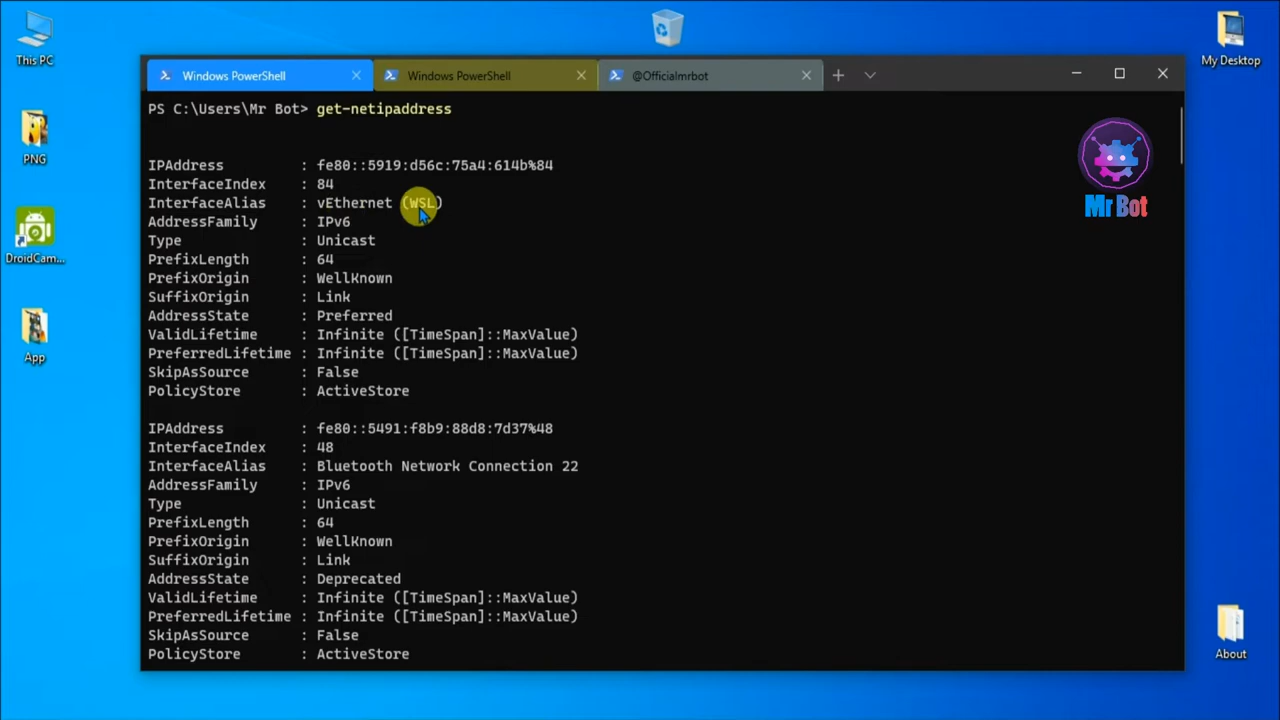 This PC
My Desktop
Windows PowerShell
Windows PowerShell
@Officialmrbot
PS C:\Users\Mr Bot> get-netipaddress
IPAddress : fe80::5919:d56c:75a4:614b%84
InterfaceIndex : 84
InterfaceAlias : vEthernet (WSL)
AddressFamily : IPv6
Type : Unicast
PrefixLength : 64
PrefixOrigin : WellKnown
SuffixOrigin : Link
AddressState : Preferred
ValidLifetime : Infinite ([TimeSpan]::MaxValue)
PreferredLifetime : Infinite ([TimeSpan]::MaxValue)
SkipAsSource : False
PolicyStore : ActiveStore
IPAddress : fe80::5491:f8b9:88d8:7d37%48
InterfaceIndex : 48
InterfaceAlias : Bluetooth Network Connection 22
AddressFamily : IPv6
Type : Unicast
PrefixLength : 64
PrefixOrigin : WellKnown
SuffixOrigin : Link
AddressState : Deprecated
ValidLifetime : Infinite ([TimeSpan]::MaxValue)
PreferredLifetime : Infinite ([TimeSpan]::MaxValue)
SkipAsSource : False
PolicyStore : ActiveStore
Mr Bot
PNG
DroidCam...
App
About